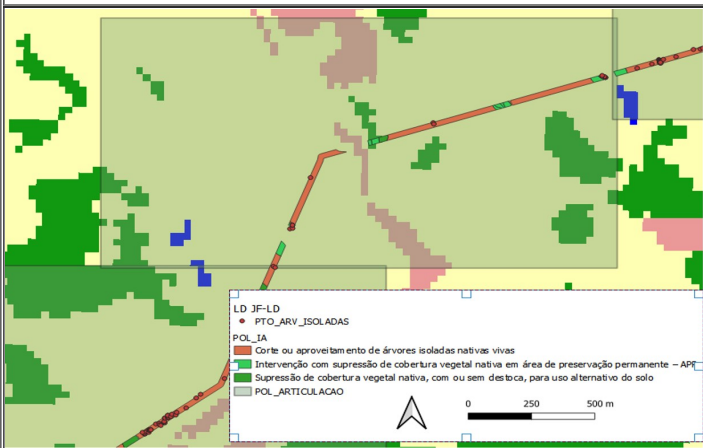 LD JF-LD
PTO_ARV_ISOLADAS
POL_IA
Corte ou aproveitamento de árvores isoladas nativas vivas
Intervenção com supressão de cobertura vegetal nativa em área de preservação permanente – APP
Supressão de cobertura vegetal nativa, com ou sem destoca, para uso alternativo do solo
POL_ARTICULACAO
0 250 500 m